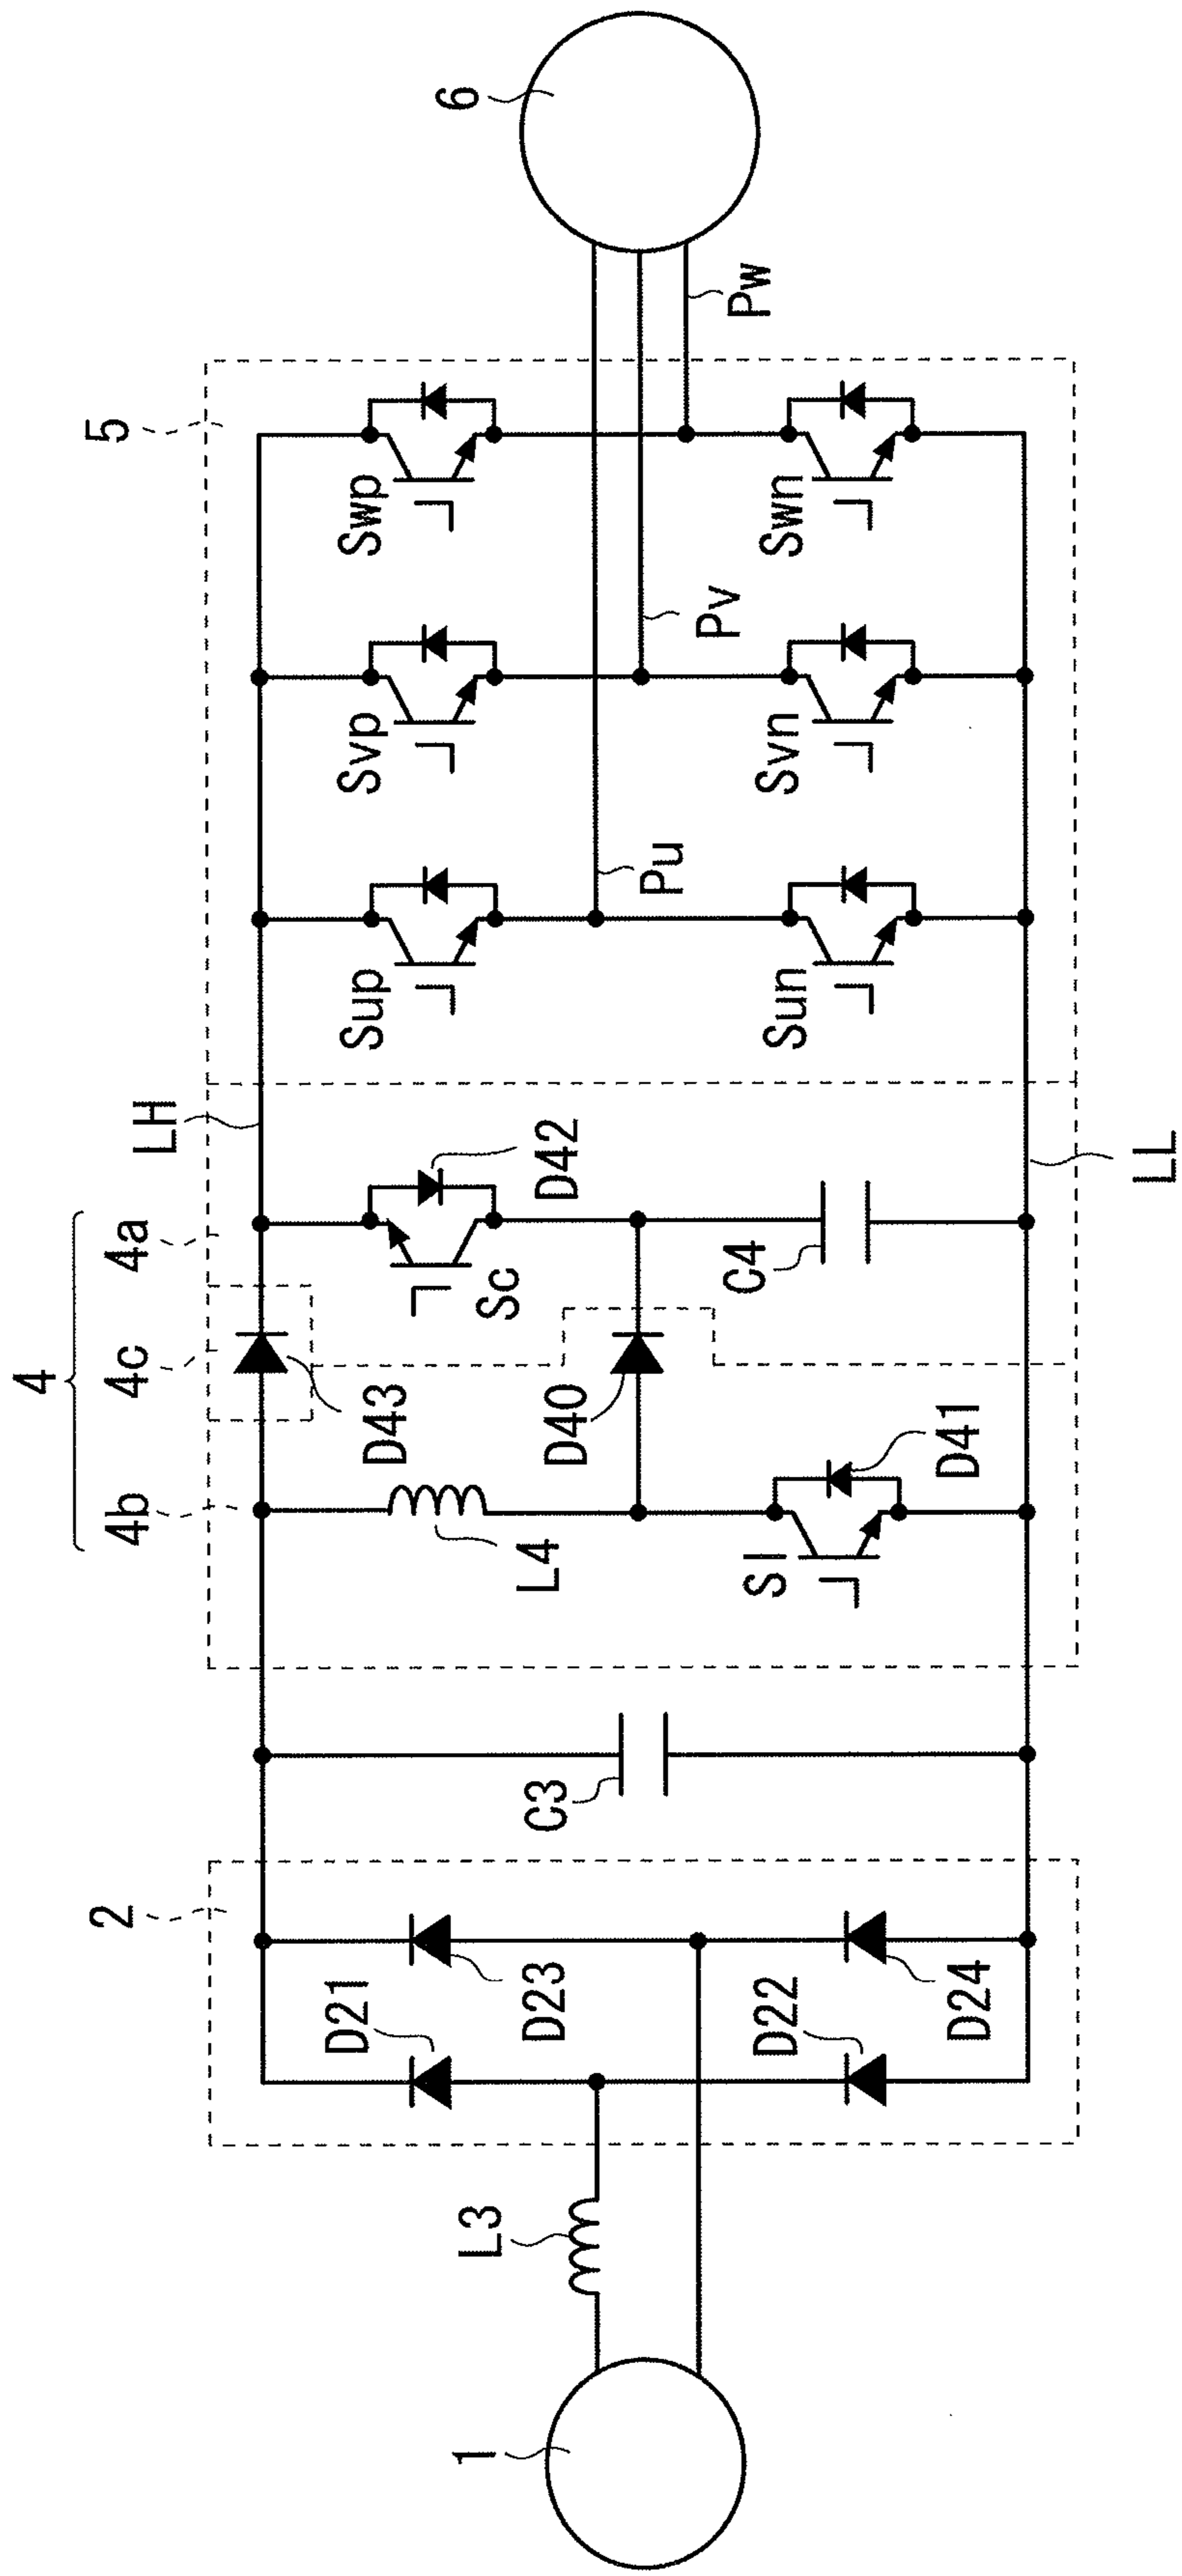 4
4b
4c
4a
LH
2
5
D21
D23
C3
L4
D43
D40
Sc
D42
Sup
Svp
Swp
6
1
L3
Pu
Pv
Pw
D22
D24
Sl
D41
C4
Sun
Svn
Swn
LL